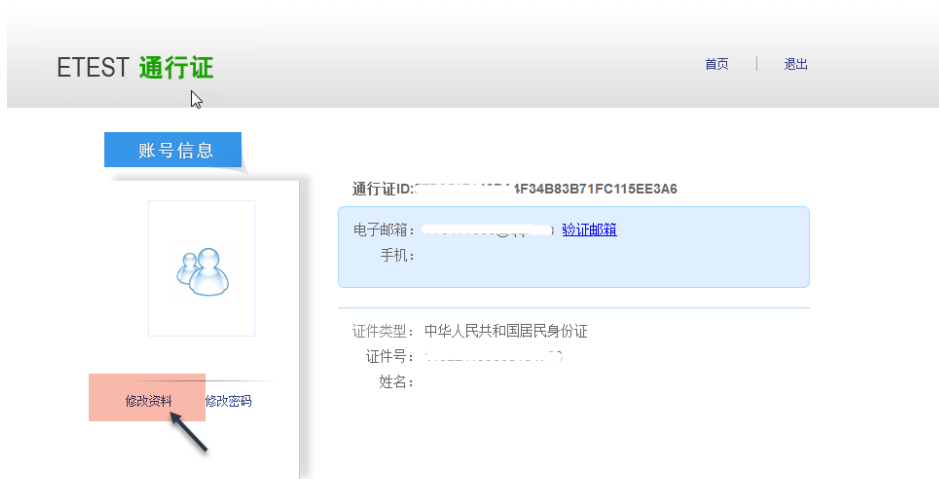 ETEST 通行证
首页 | 退出
账号信息
通行证ID: 4F34B83B71FC115EE3A6
电子邮箱： 验证邮箱
手机：
证件类型：中华人民共和国居民身份证
证件号：
姓名：
修改资料 修改密码